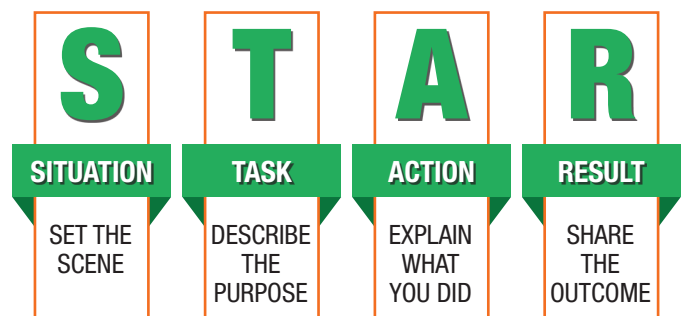 S T A R
SITUATION TASK ACTION RESULT
SET THE
SCENE
DESCRIBE
THE
PURPOSE
EXPLAIN
WHAT
YOU DID
SHARE
THE
OUTCOME